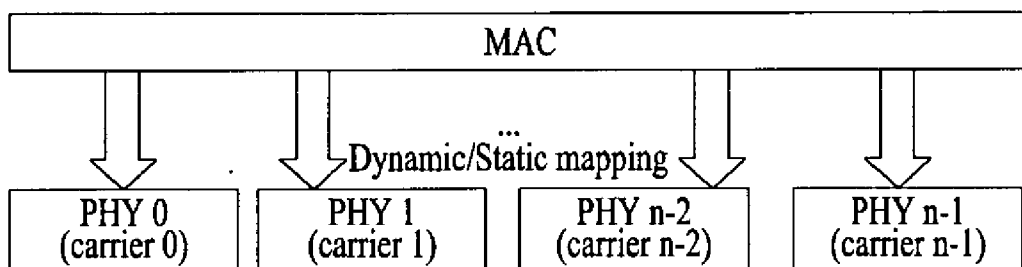 MAC
...
Dynamic/Static mapping
PHY 0
(carrier 0)
PHY 1
(carrier 1)
PHY n-2
(carrier n-2)
PHY n-1
(carrier n-1)